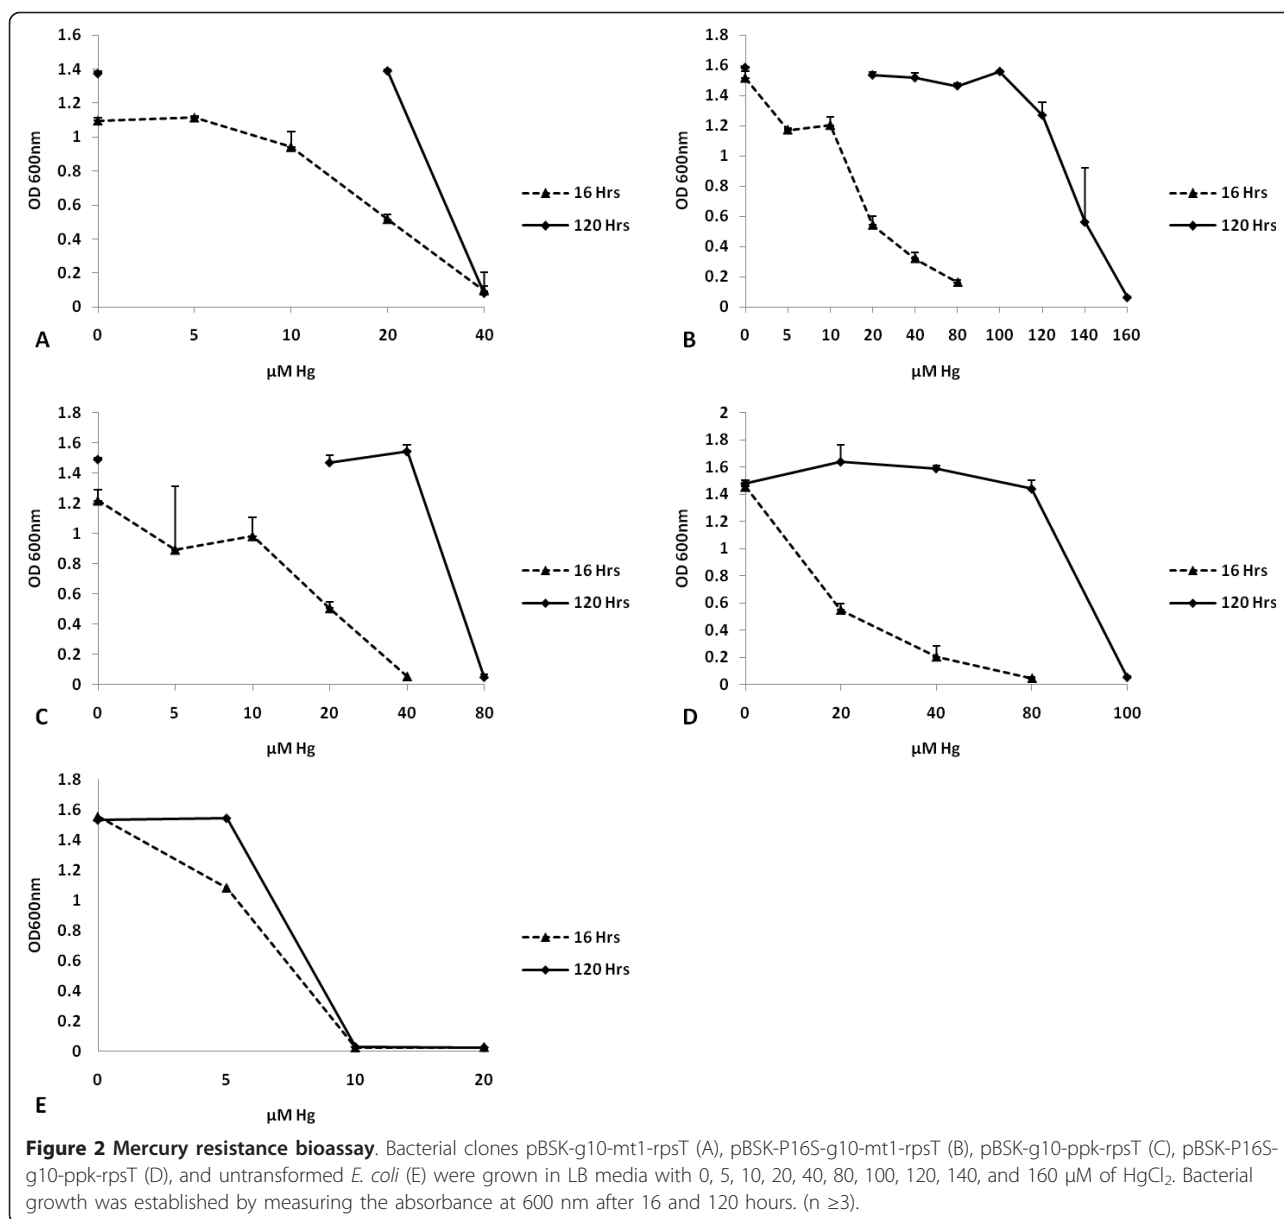 1.6
1.4
1.2
1
0.8
0.6
0.4
0.2
0
OD 600nm
0 5 10 20 40
µM Hg
A
16 Hrs
120 Hrs
1.8
1.6
1.4
1.2
1
0.8
0.6
0.4
0.2
0
OD 600nm
0 5 10 20 40 80 100 120 140 160
µM Hg
B
16 Hrs
120 Hrs
1.8
1.6
1.4
1.2
1
0.8
0.6
0.4
0.2
0
OD 600nm
0 5 10 20 40 80
µM Hg
C
16 Hrs
120 Hrs
2
1.8
1.6
1.4
1.2
1
0.8
0.6
0.4
0.2
0
OD 600nm
0 20 40 80 100
µM Hg
D
16 Hrs
120 Hrs
1.8
1.6
1.4
1.2
1
0.8
0.6
0.4
0.2
0
OD600nm
0 5 10 20
µM Hg
E
16 Hrs
120 Hrs
Figure 2 Mercury resistance bioassay. Bacterial clones pBSK-g10-mt1-rpsT (A), pBSK-P16S-g10-mt1-rpsT (B), pBSK-g10-ppk-rpsT (C), pBSK-P16S-
g10-ppk-rpsT (D), and untransformed E. coli (E) were grown in LB media with 0, 5, 10, 20, 40, 80, 100, 120, 140, and 160 µM of HgCl₂. Bacterial
growth was established by measuring the absorbance at 600 nm after 16 and 120 hours. (n ≥3).